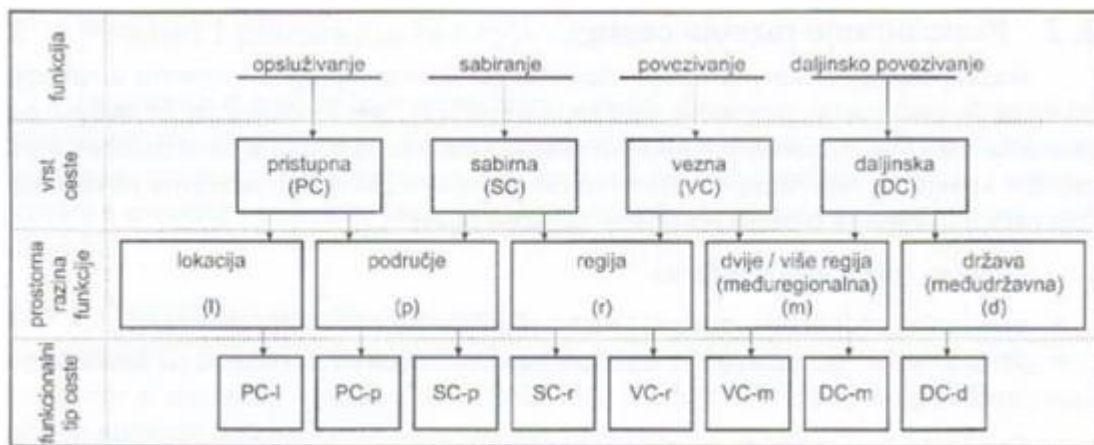 funkcija
opsluživanje
sabiranje
povezivanje
daljinsko povezivanje
vrst
ceste
pristupna
(PC)
sabirna
(SC)
vezna
(VC)
daljinska
(DC)
prostorna
razina
funkcije
lokacija
(l)
područje
(p)
regija
(r)
dvije / više regija
(međuregionalna)
(m)
država
(međudržavna)
(d)
funkcionalni
tip ceste
PC-l
PC-p
SC-p
SC-r
VC-r
VC-m
DC-m
DC-d